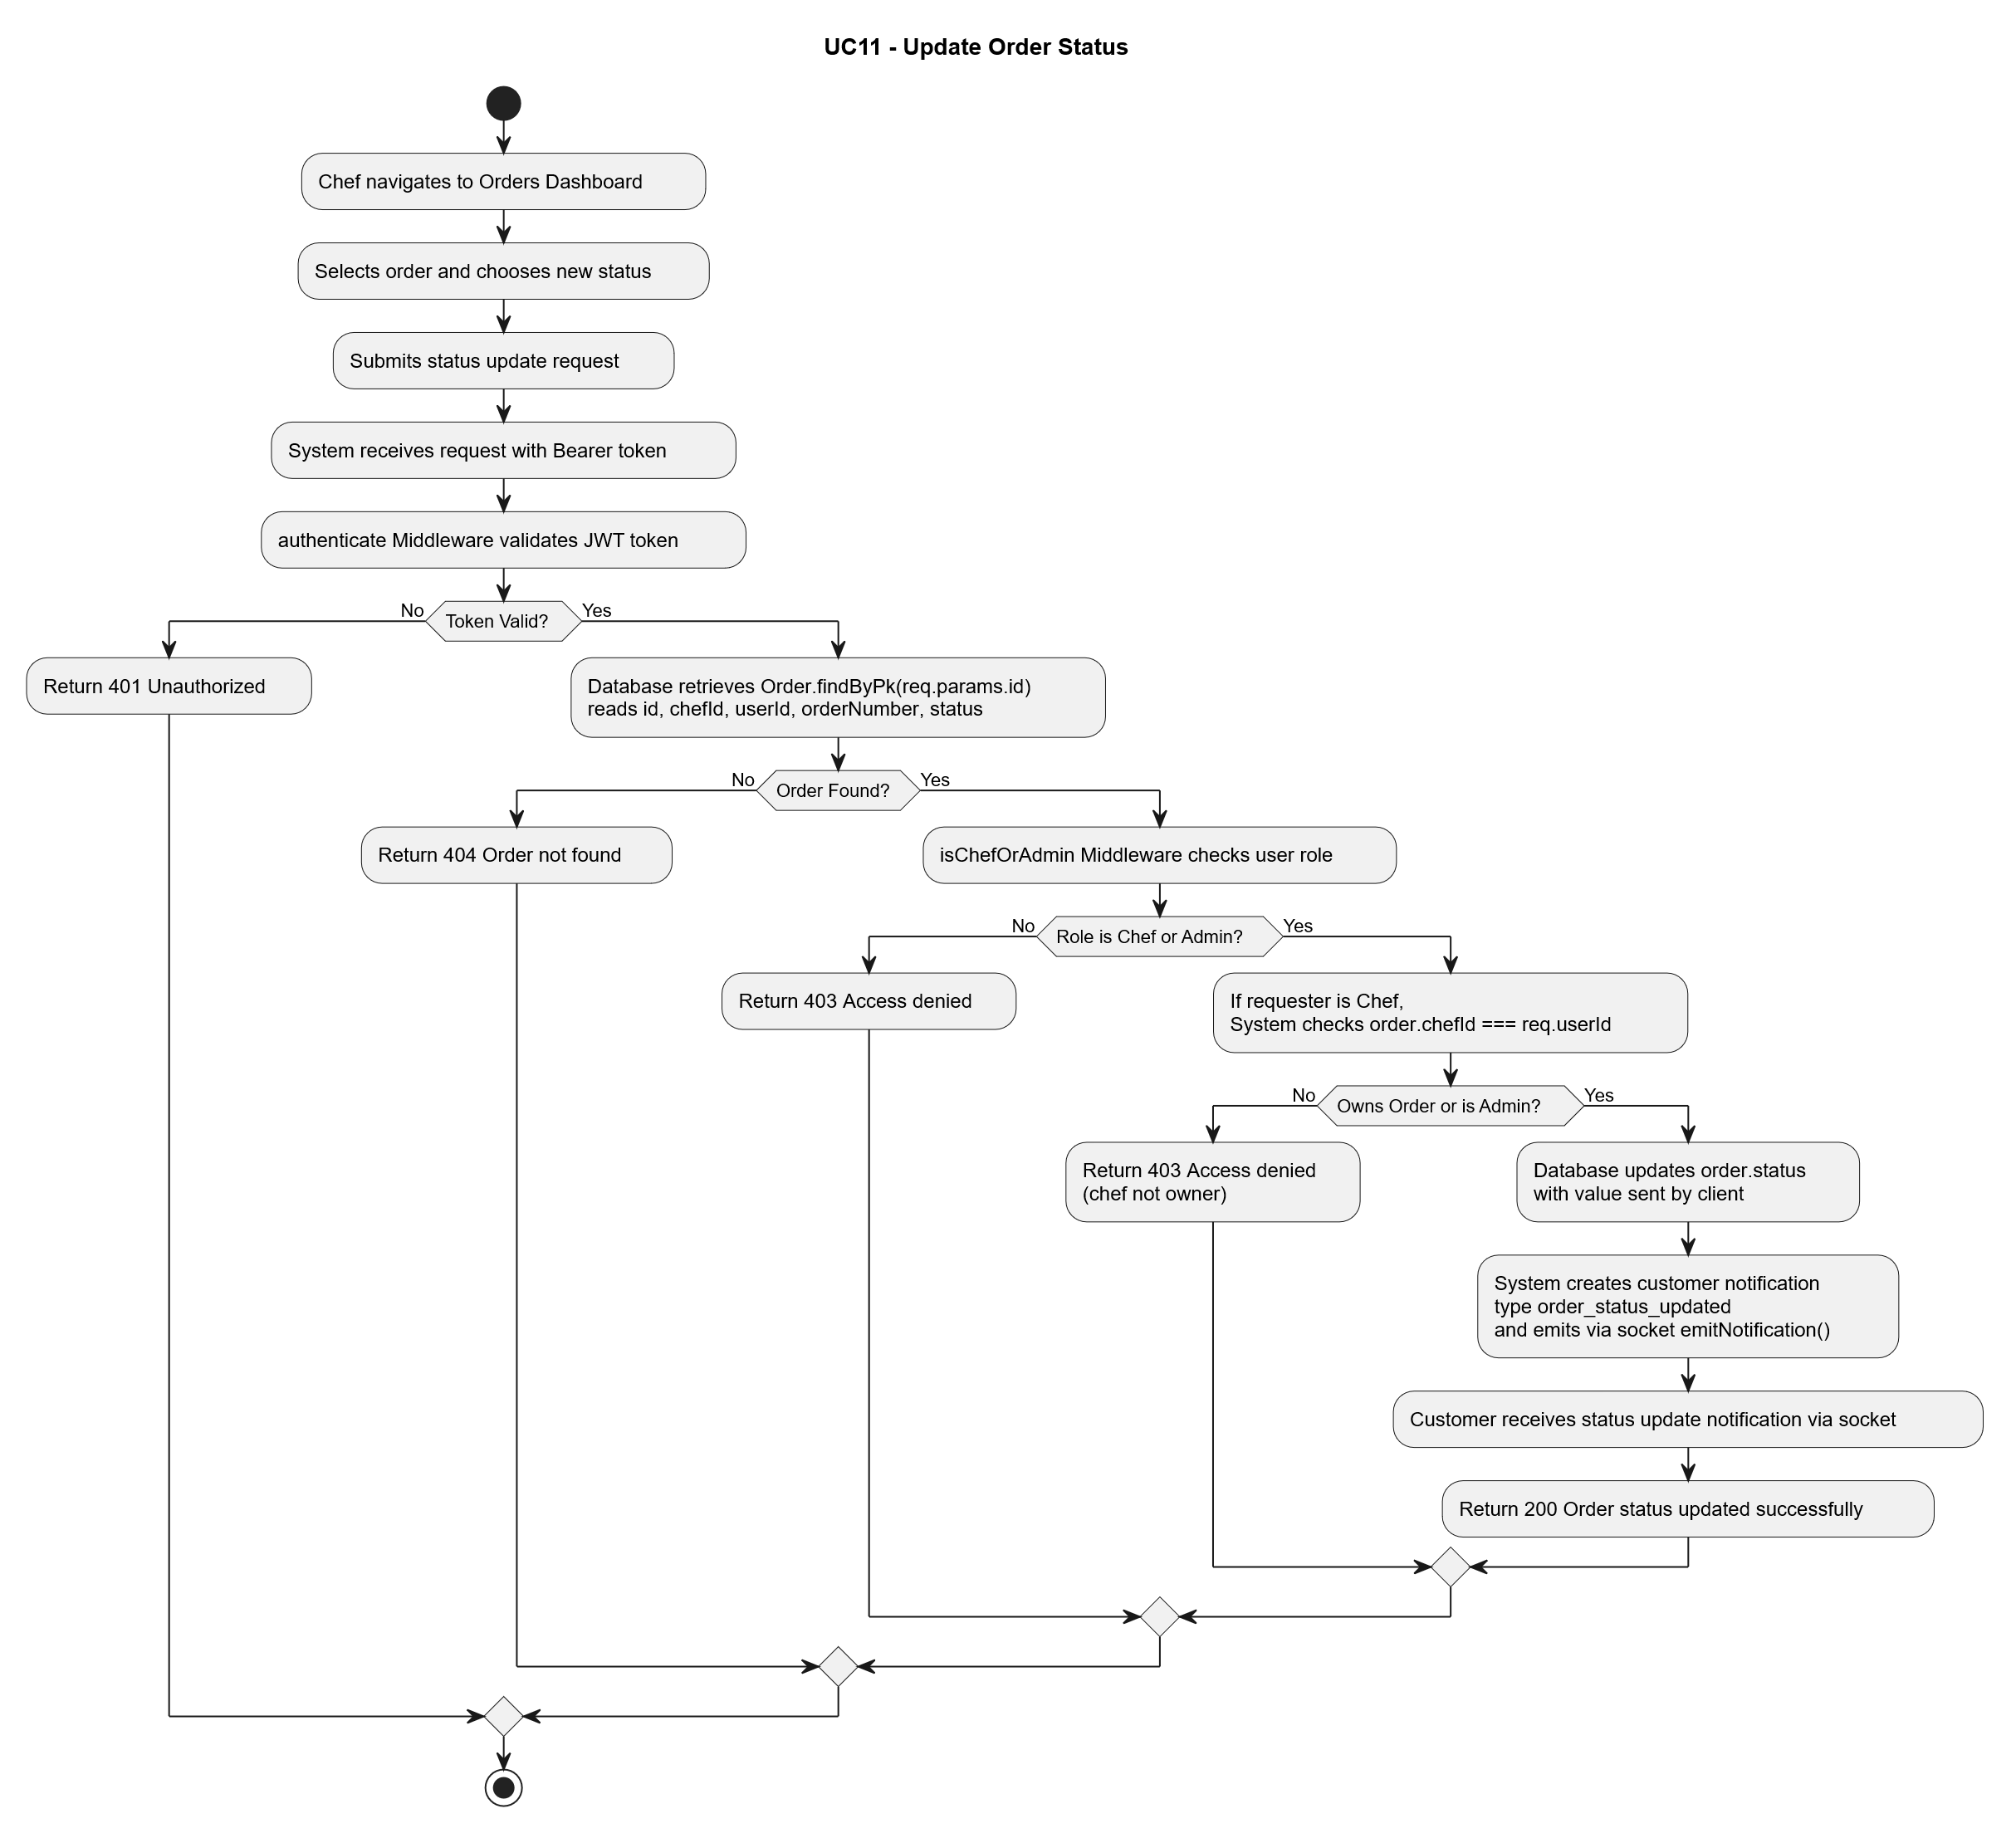 UC11 - Update Order Status
Chef navigates to Orders Dashboard
Selects order and chooses new status
Submits status update request
System receives request with Bearer token
authenticate Middleware validates JWT token
No
Token Valid?
Yes
Return 401 Unauthorized
Database retrieves Order.findByPk(req.params.id)
reads id, chefId, userId, orderNumber, status
No
Order Found?
Yes
Return 404 Order not found
isChefOrAdmin Middleware checks user role
No
Role is Chef or Admin?
Yes
Return 403 Access denied
If requester is Chef,
System checks order.chefId === req.userId
No
Owns Order or is Admin?
Yes
Return 403 Access denied
(chef not owner)
Database updates order.status
with value sent by client
System creates customer notification
type order_status_updated
and emits via socket emitNotification()
Customer receives status update notification via socket
Return 200 Order status updated successfully